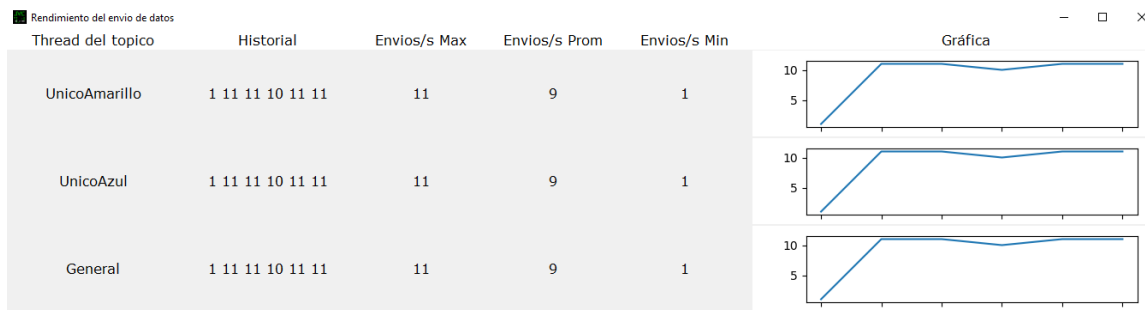 Rendimiento del envio de datos
Thread del topico Historial Envios/s Max Envios/s Prom Envios/s Min Gráfica
UnicoAmarillo 1 11 11 10 11 11 11 9 1
10
5
UnicoAzul 1 11 11 10 11 11 11 9 1
10
5
General 1 11 11 10 11 11 11 9 1
10
5